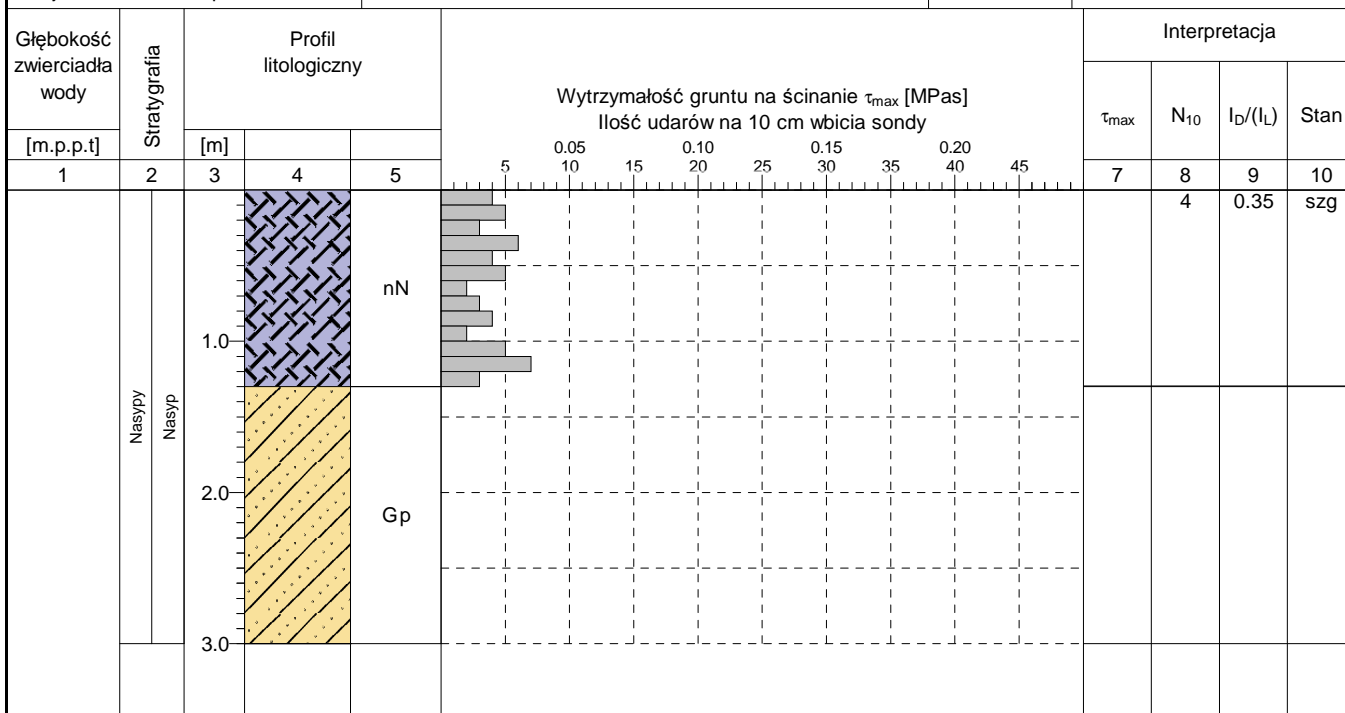 Głębokość
zwierciadła
wody
[m.p.p.t]
Stratygrafia
Profil
litologiczny
[m]
Wytrzymałość gruntu na ścinanie τmax [MPas]
Ilość udarów na 10 cm wbicia sondy
0.05 0.10 0.15 0.20
5 10 15 20 25 30 35 40 45
Interpretacja
τmax N10 ID/(IL) Stan
1 2 3 4 5 7 8 9 10
4 0.35 szg
nN
1.0
Nasypy
Nasyp
Gp
2.0
3.0